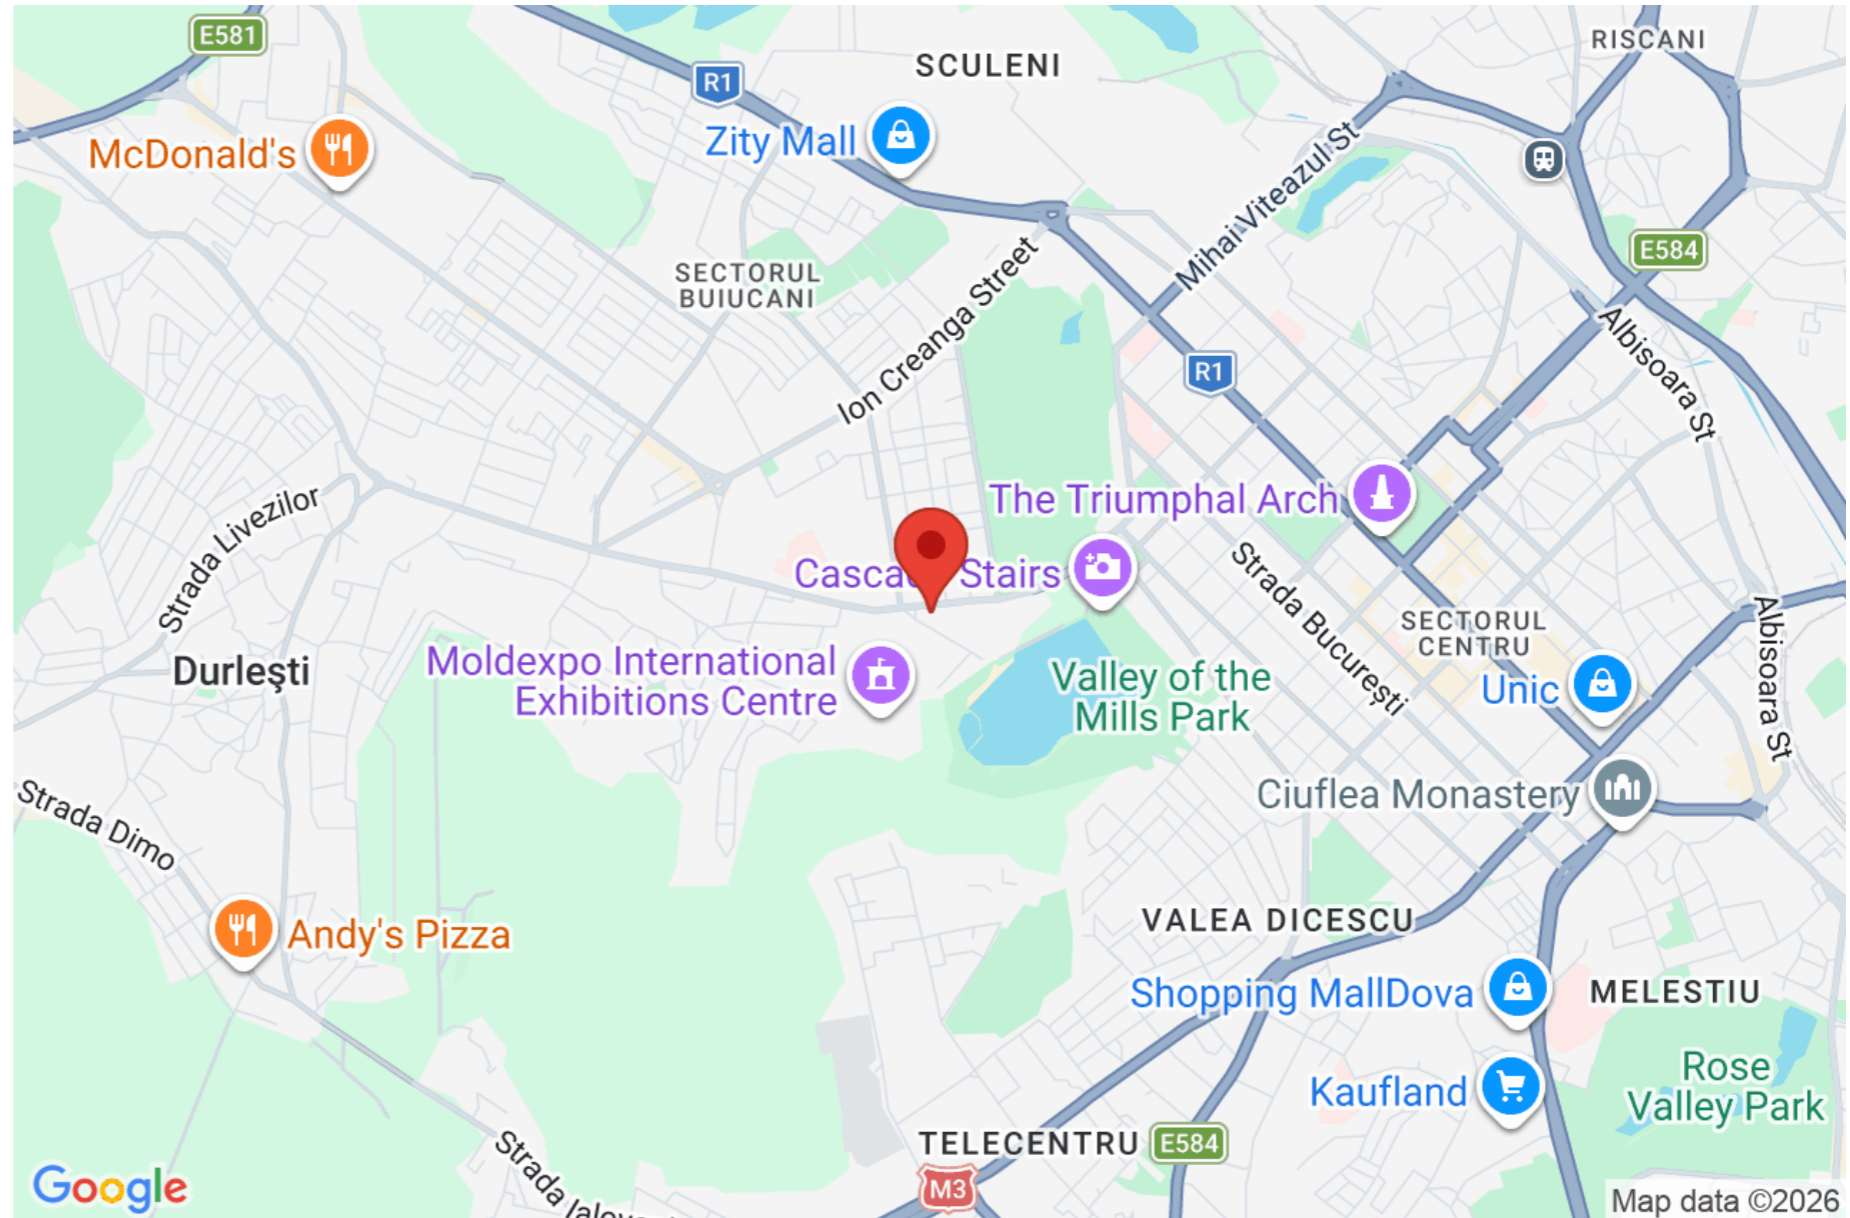 E581
RISCANI
SCULENI
R1
Zity Mall
McDonald's
Mihai Viteazul St
E584
SECTORUL
BUIUCANI
Ion Creanga Street
Albisoara St
R1
The Triumphal Arch
Strada Livezilor
Stairs
Strada București
Albisoara St
SECTORUL
CENTRU
Durleşti
Moldexpo International
Exhibitions Centre
Valley of the
Mills Park
Unic
Ciuflea Monastery
Strada Dimo
VALEA DICESCU
Andy's Pizza
Shopping MallDova
MELESTIU
Rose
Valley Park
Kaufland
TELECENTRU
E584
Strada
M3
Google
Map data ©2026